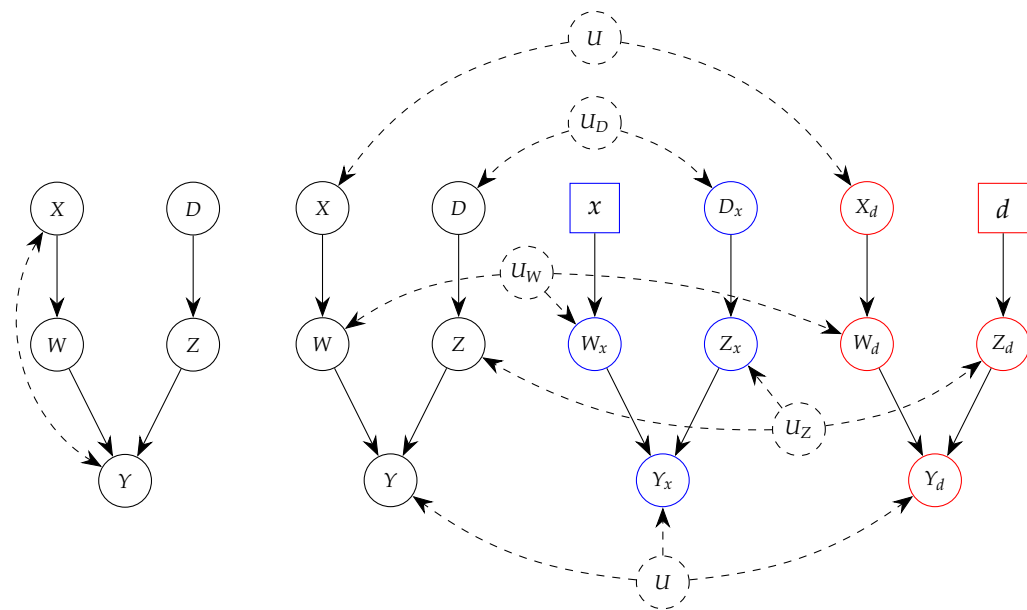 U
U_D
X D X D x D_x X_d d
U_W
W Z W Z W_x Z_x W_d Z_d
U_Z
Y Y Y_x Y_d
U